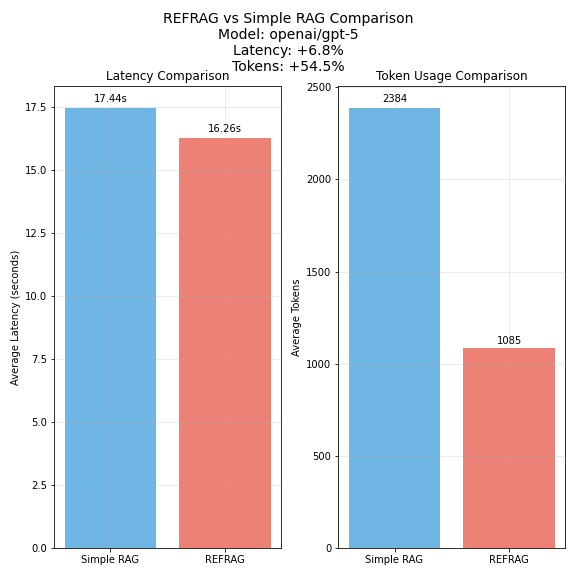 REFRAG vs Simple RAG Comparison
Model: openai/gpt-5
Latency: +6.8%
Tokens: +54.5%
Latency Comparison
17.44s
16.26s
17.5
15.0
12.5
10.0
7.5
5.0
2.5
0.0
Average Latency (seconds)
Simple RAG
REFRAG
Token Usage Comparison
2384
1085
2500
2000
1500
1000
500
0
Average Tokens
Simple RAG
REFRAG